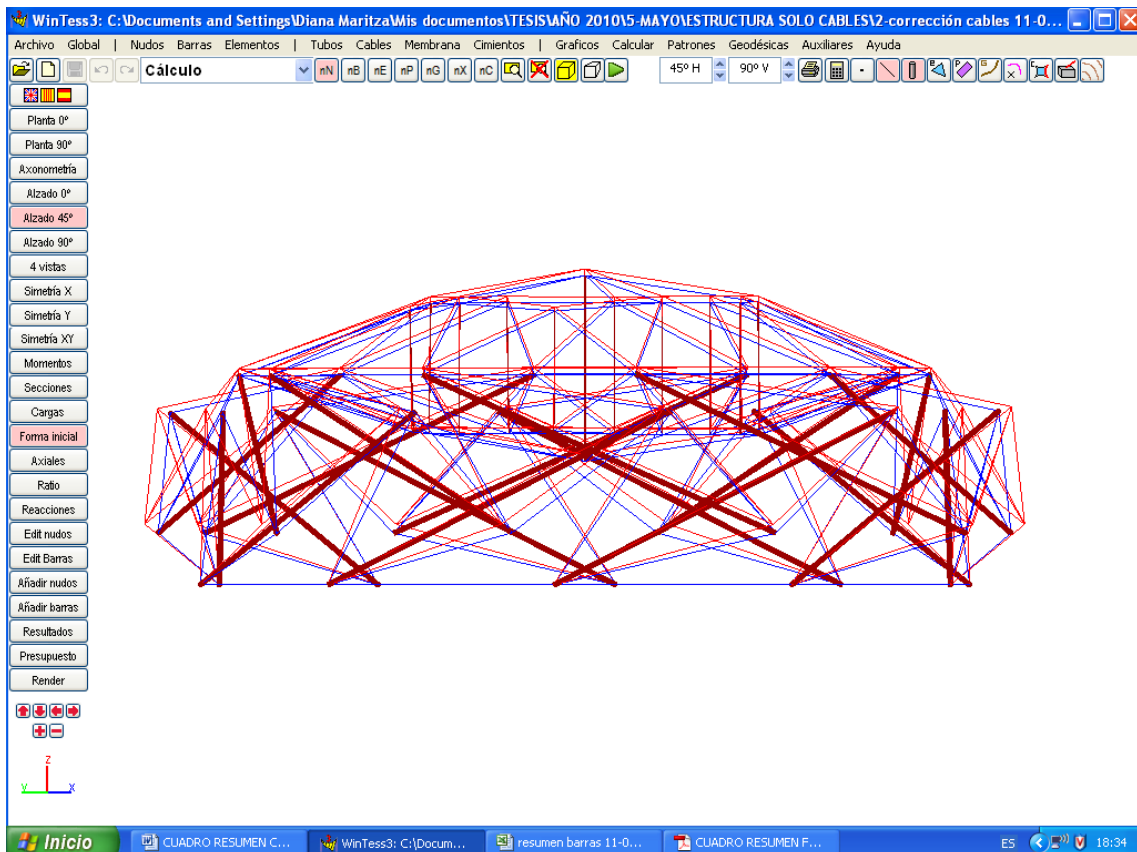 WinTess3: C:\Documents and Settings\Diana Maritza\Mis documentos\TESIS\AÑO 2010\5-MAYO\ESTRUCTURA SOLO CABLES\2-corrección cables 11-0...
Archivo Global | Nudos Barras Elementos | Tubos Cables Membrana Cimientos | Graficos Calcular Patrones Geodésicas Auxiliares Ayuda
Cálculo nN nB nE nP nG nX nC 45º H 90º V
Planta 0º
Planta 90º
Axonometría
Alzado 0º
Alzado 45º
Alzado 90º
4 vistas
Simetría X
Simetría Y
Simetría XY
Momentos
Secciones
Cargas
Forma inicial
Axiales
Ratio
Reacciones
Edit nudos
Edit Barras
Añadir nudos
Añadir barras
Resultados
Presupuesto
Render
z
y x
Inicio CUADRO RESUMEN C... WinTess3: C:\Docum... resumen barras 11-0... CUADRO RESUMEN F... ES 18:34